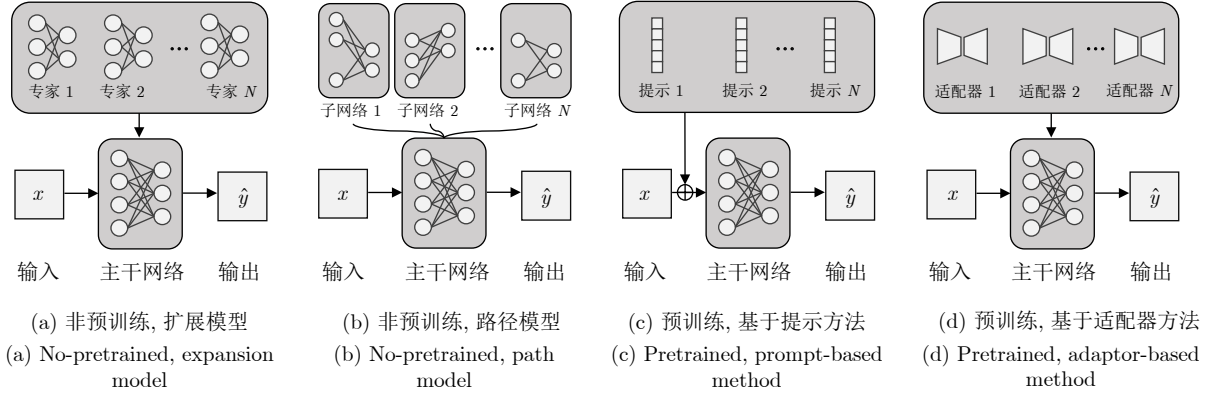 专家 1 专家 2 专家 N
x
ŷ
输入 主干网络 输出
(a) 非预训练, 扩展模型
(a) No-pretrained, expansion
model
子网络 1 子网络 2 子网络 N
x
ŷ
输入 主干网络 输出
(b) 非预训练, 路径模型
(b) No-pretrained, path
model
提示 1 提示 2 提示 N
x
ŷ
输入 主干网络 输出
(c) 预训练, 基于提示方法
(c) Pretrained, prompt-based
method
适配器 1 适配器 2 适配器 N
x
ŷ
输入 主干网络 输出
(d) 预训练, 基于适配器方法
(d) Pretrained, adaptor-based
method